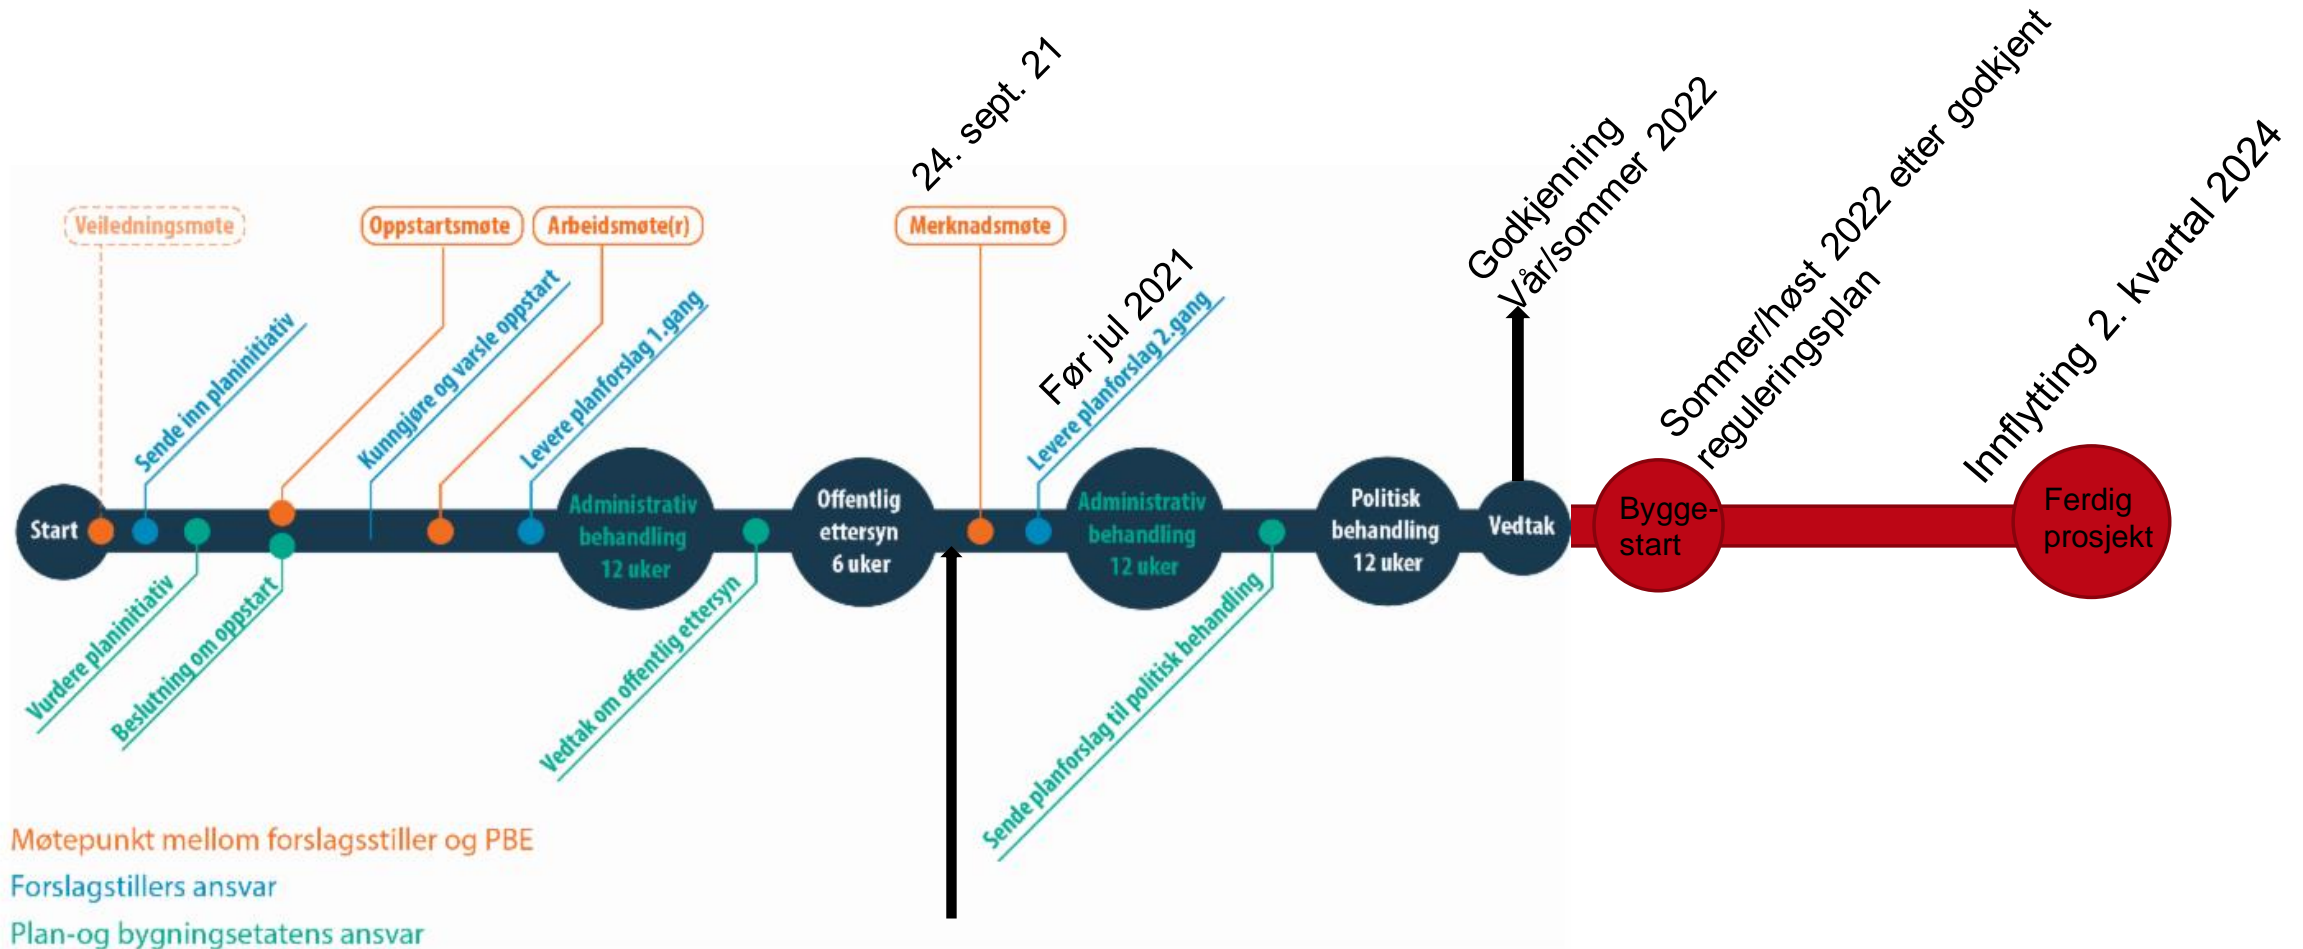 24. sept. 21
Godkjenning
Vår/sommer 2022
Sommer/høst 2022 etter godkjent
reguleringsplan
Innflytting 2. kvartal 2024
Veiledningsmøte
Oppstartsmøte
Arbeidsmøte(r)
Merknadsmøte
Sende inn planinitiativ
Kunngjøre og varsle oppstart
Levere planforslag 1.gang
Før jul 2021
Levere planforslag 2.gang
Start
Administrativ
behandling
12 uker
Offentlig
ettersyn
6 uker
Administrativ
behandling
12 uker
Politisk
behandling
12 uker
Vedtak
Bygge-
start
Ferdig
prosjekt
Vurdere planinitiativ
Beslutning om oppstart
Vedtak om offentlig ettersyn
Sende planforslag til politisk behandling
Møtepunkt mellom forslagsstiller og PBE
Forslagstillers ansvar
Plan-og bygningsetatens ansvar